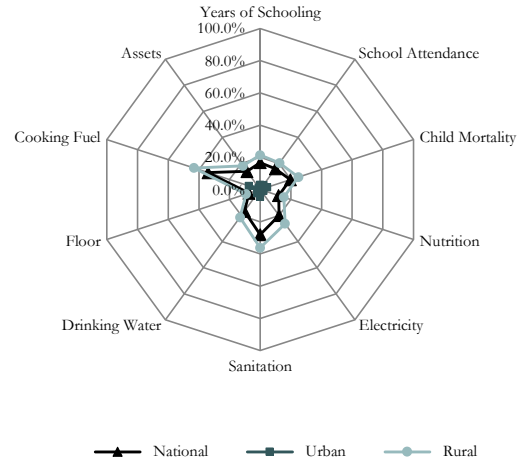 Years of Schooling
100.0%
Assets
School Attendance
80.0%
60.0%
Cooking Fuel
40.0%
Child Mortality
20.0%
0.0%
Floor
Nutrition
Drinking Water
Electricity
Sanitation
National Urban Rural